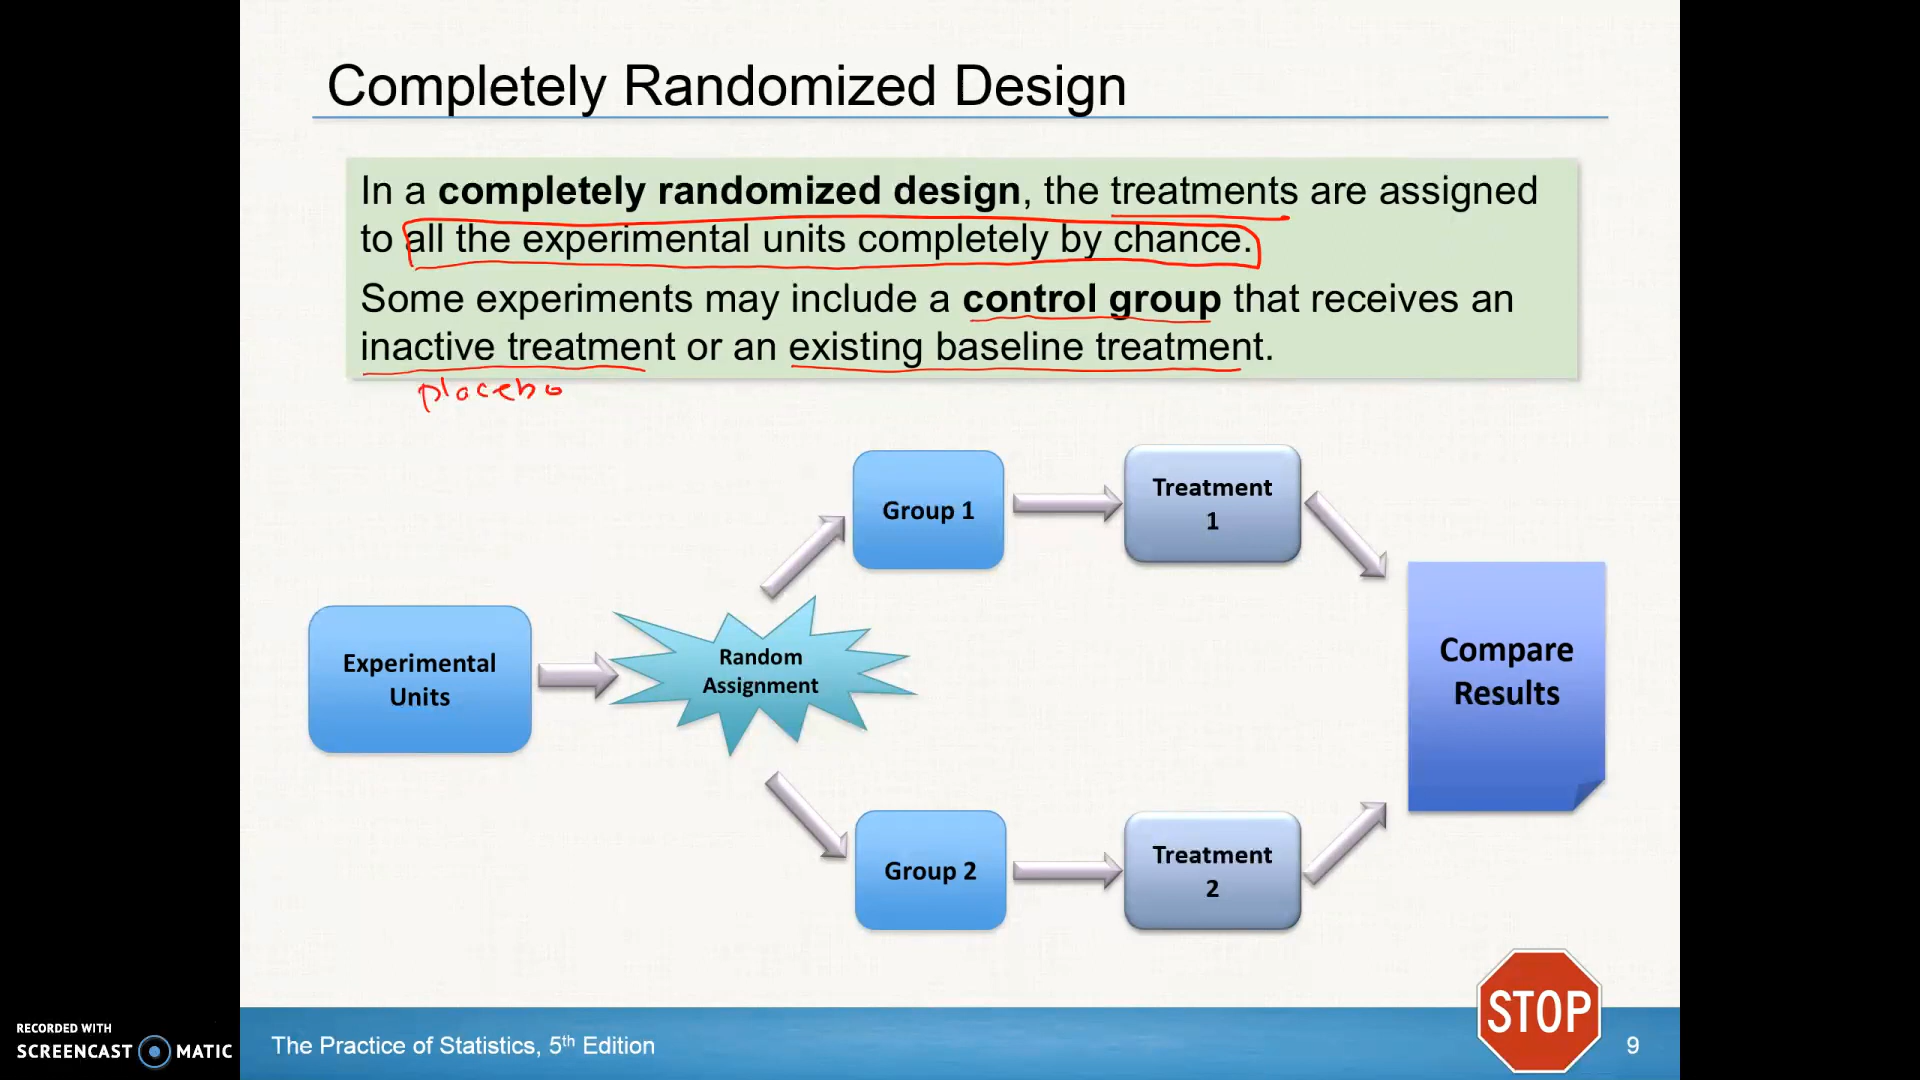 Completely Randomized Design
In a completely randomized design, the treatments are assigned
to all the experimental units completely by chance.
Some experiments may include a control group that receives an
inactive treatment or an existing baseline treatment.
placebo
Group 1
Treatment
1
Experimental
Units
Random
Assignment
Compare
Results
Group 2
Treatment
2
STOP
RECORDED WITH
SCREENCAST MATIC
The Practice of Statistics, 5th Edition
9